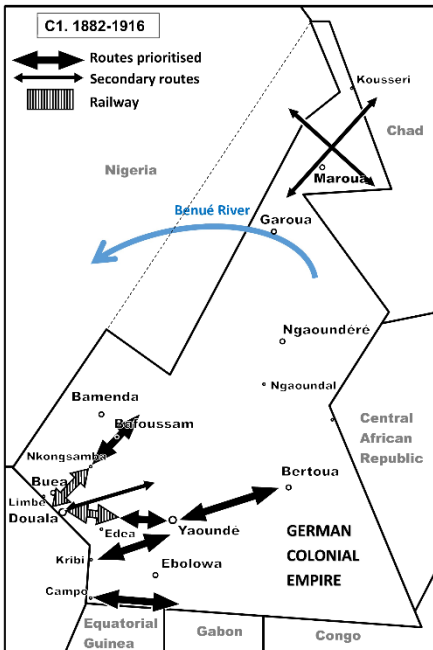 C1. 1882-1916
Routes prioritised
Secondary routes
Railway
Kousseri
Chad
Nigeria
Maroua
Benué River
Garoua
Ngaoundéré
Ngaoundal
Bamenda
Bafoussam
Central
African
Republic
Nkongsamba
Buea
Bertoua
Limbé
Douala
Edea
Yaoundé
GERMAN
COLONIAL
EMPIRE
Kribi
Ebolowa
Campo
Equatorial
Guinea
Gabon
Congo